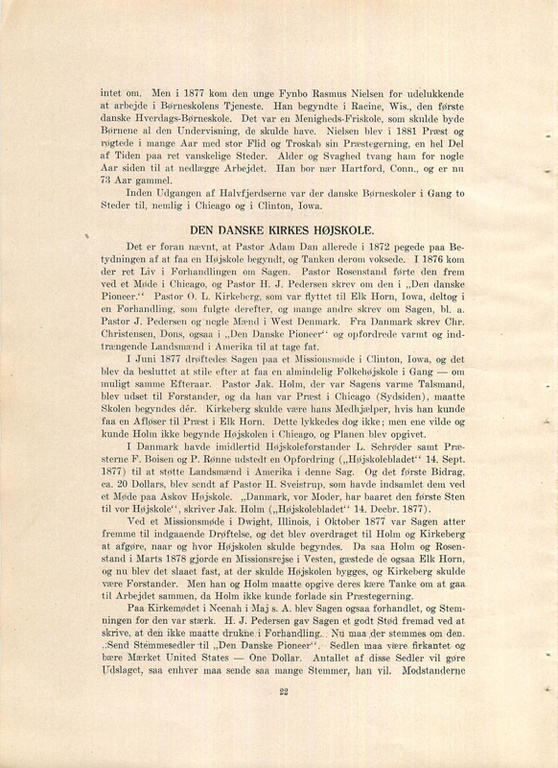 intet om. Men i 1877 kom den unge Fynbo Rasmus Nielsen for udelukkende
at arbejde i Børneskolens Tjeneste. Han begyndte i Racine, Wis., den første
danske Hverdags-Børneskole. Det var en Menigheds-Friskole, som skulde byde
Børnene al den Undervisning, de skulde have. Nielsen blev i 1881 Præst og
røgtede i mange Aar med stor Flid og Troskab sin Præstegerning, en hel Del
af Tiden paa ret vanskelige Steder. Alder og Svaghed tvang ham for nogle
Aar siden til at nedlægge Arbejdet. Han bor nær Hartford, Conn., og er nu
73 Aar gammel.
Inden Udgangen af Halvfjerdserne var der danske Børneskoler i Gang to
Steder til, nemlig i Chicago og i Clinton, Iowa.
DEN DANSKE KIRKES HØJSKOLE.
Det er foran nævnt, at Pastor Adam Dan allerede i 1872 pegede paa Be-
tydningen af at faa en Højskole begyndt, og Tanken derom voksede. I 1876 kom
der ret Liv i Forhandlingen om Sagen. Pastor Rosenstand førte den frem
ved et Møde i Chicago, og Pastor H. J. Pedersen skrev om den i „Den danske
Pioneer.“ Pastor O. L. Kirkeberg, som var flyttet til Elk Horn, Iowa, deltog i
en Forhandling, som fulgte derefter, og mange andre skrev om Sagen, bl. a.
Pastor J. Pedersen og nogle Mænd i West Denmark. Fra Danmark skrev Chr.
Christensen, Dons, ogsaa i „Den Danske Pioneer“ og opfordrede varmt og ind-
trængende Landsmænd i Amerika til at tage fat.
I Juni 1877 drøftedes Sagen paa et Missionsmøde i Clinton, Iowa, og det
blev da besluttet at stile efter at faa en almindelig Folkehøjskole i Gang — om
muligt samme Efteraar. Pastor Jak. Holm, der var Sagens varme Talsmand,
blev udset til Forstander, og da han var Præst i Chicago (Sydsiden), maatte
Skolen begyndes dér. Kirkeberg skulde være hans Medhjælper, hvis han kunde
faa en Afløser til Præst i Elk Horn. Dette lykkedes dog ikke; men ene vilde og
kunde Holm ikke begynde Højskolen i Chicago, og Planen blev opgivet.
I Danmark havde imidlertid Højskoleforstander L. Schrøder samt Præ-
sterne F. Boisen og P. Rønne udstedt en Opfordring („Højskolebladet“ 14. Sept.
1877) til at støtte Landsmænd i Amerika i denne Sag. Og det første Bidrag,
ca. 20 Dollars, blev sendt af Pastor H. Sveistrup, som havde indsamlet dem ved
et Møde paa Askov Højskole. „Danmark, vor Moder, har baaret den første Sten
til vor Højskole“, skriver Jak. Holm („Højskolebladet“ 14. Decbr. 1877).
Ved et Missionsmøde i Dwight, Illinois, i Oktober 1877 var Sagen atter
fremme til indgaaende Drøftelse, og det blev overdraget til Holm og Kirkeberg
at afgøre, naar og hvor Højskolen skulde begyndes. Da saa Holm og Rosen-
stand i Marts 1878 gjorde en Missionsrejse i Vesten, gæstede de ogsaa Elk Horn,
og nu blev det slaaet fast, at der skulde Højskolen bygges, og Kirkeberg skulde
være Forstander. Men han og Holm maatte opgive deres kære Tanke om at gaa
til Arbejdet sammen, da Holm ikke kunde forlade sin Præstegerning.
Paa Kirkemødet i Neenah i Maj s. A. blev Sagen ogsaa forhandlet, og Stem-
ningen for den var stærk. H. J. Pedersen gav Sagen et godt Stød fremad ved at
skrive, at den ikke maatte drukne i Forhandling. Nu maa der stemmes om den.
„Send Stemmesedler til „Den Danske Pioneer“. Sedlen maa være firkantet og
bære Mærket United States — One Dollar. Antallet af disse Sedler vil gøre
Udslaget, saa enhver maa sende saa mange Stemmer, han vil. Modstanderne
22